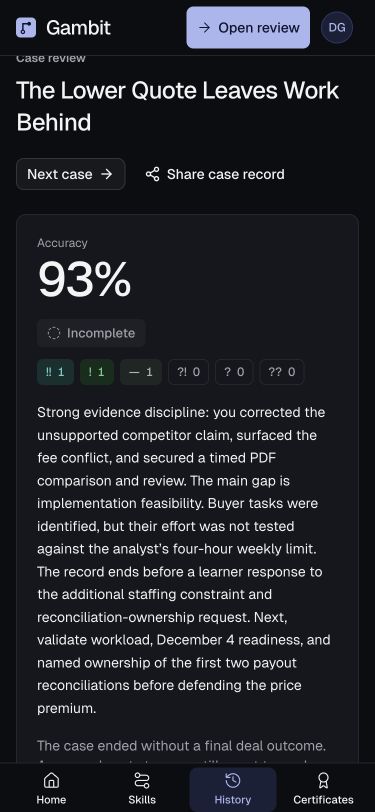 Gambit
Open review
DG
Case review
The Lower Quote Leaves Work
Behind
Next case
Share case record
Accuracy
93%
Incomplete
!! 1
! 1
— 1
?! 0
? 0
?? 0
Strong evidence discipline: you corrected the
unsupported competitor claim, surfaced the
fee conflict, and secured a timed PDF
comparison and review. The main gap is
implementation feasibility. Buyer tasks were
identified, but their effort was not tested
against the analyst's four-hour weekly limit.
The record ends before a learner response to
the additional staffing constraint and
reconciliation-ownership request. Next,
validate workload, December 4 readiness, and
named ownership of the first two payout
reconciliations before defending the price
premium.
The case ended without a final deal outcome.
Home
Skills
History
Certificates